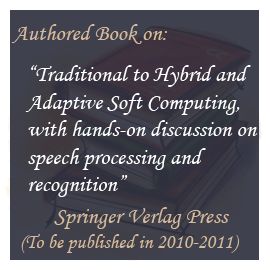 Authored Book on:
“Traditional to Hybrid and
Adaptive Soft Computing,
with hands-on discussion on
speech processing and
recognition”
Springer Verlag Press
(To be published in 2010-2011)